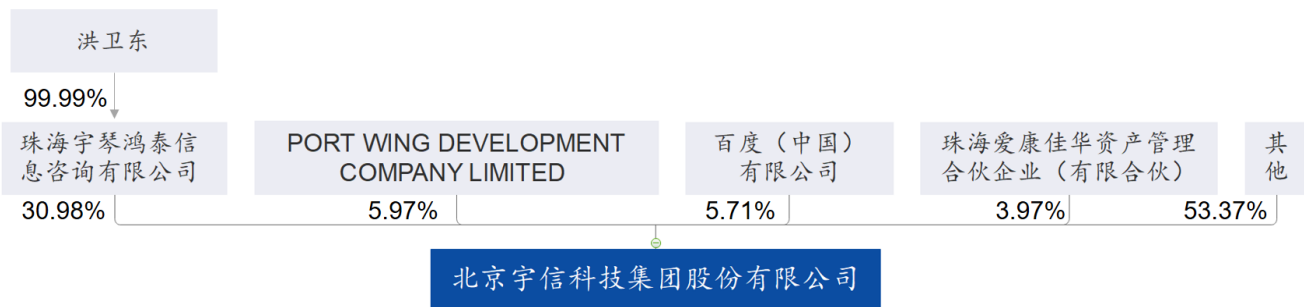 洪卫东
99.99%
珠海宇琴鸿泰信
息咨询有限公司
PORT WING DEVELOPMENT
COMPANY LIMITED
百度（中国）
有限公司
珠海爱康佳华资产管理
合伙企业（有限合伙）
其
他
30.98%
5.97%
5.71%
3.97%
53.37%
北京宇信科技集团股份有限公司